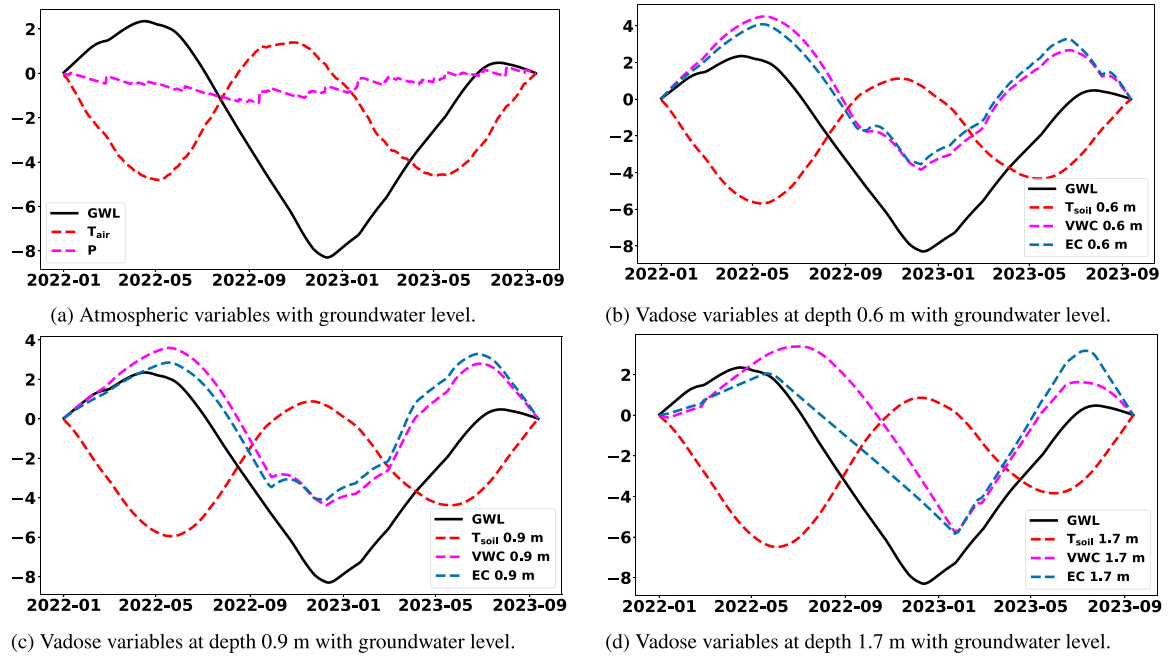 2
0
−2
−4
−6
−8
GWL
T_air
P
2022-01 2022-05 2022-09 2023-01 2023-05 2023-09
(a) Atmospheric variables with groundwater level.
4
2
0
−2
−4
−6
−8
GWL
T_soil 0.6 m
VWC 0.6 m
EC 0.6 m
2022-01 2022-05 2022-09 2023-01 2023-05 2023-09
(b) Vadose variables at depth 0.6 m with groundwater level.
4
2
0
−2
−4
−6
−8
GWL
T_soil 0.9 m
VWC 0.9 m
EC 0.9 m
2022-01 2022-05 2022-09 2023-01 2023-05 2023-09
(c) Vadose variables at depth 0.9 m with groundwater level.
2
0
−2
−4
−6
−8
GWL
T_soil 1.7 m
VWC 1.7 m
EC 1.7 m
2022-01 2022-05 2022-09 2023-01 2023-05 2023-09
(d) Vadose variables at depth 1.7 m with groundwater level.